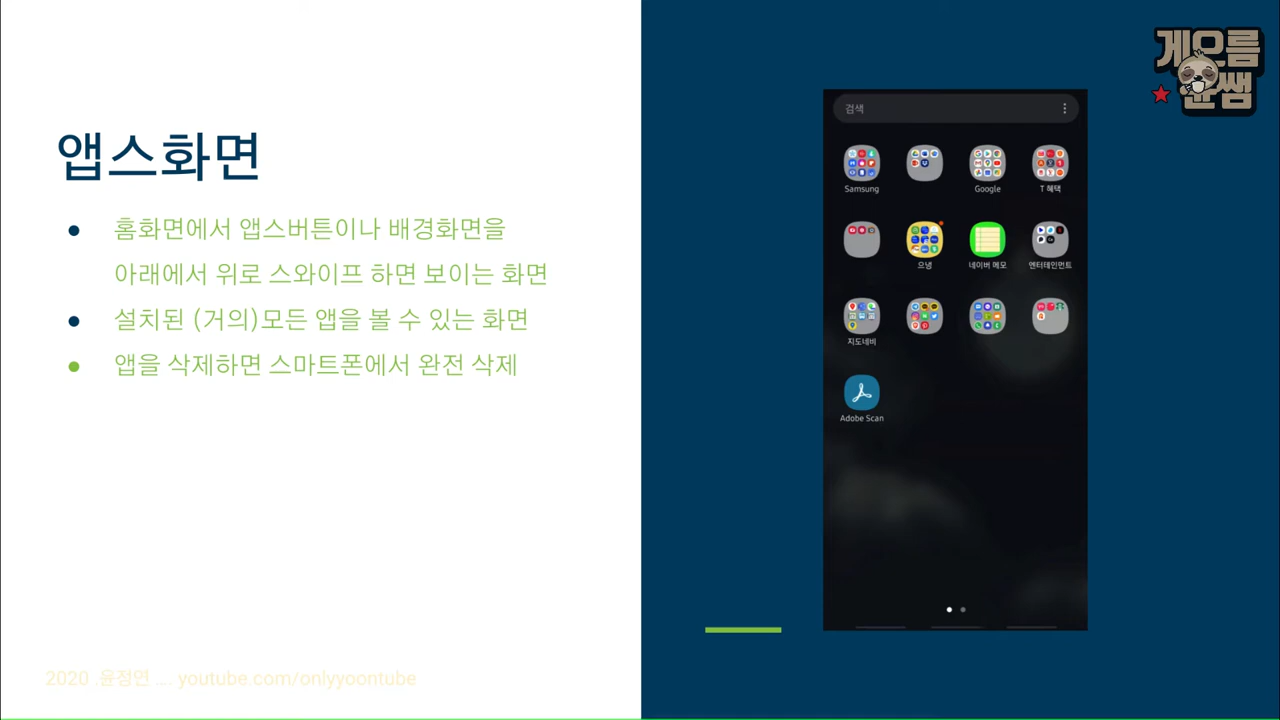 게으름
윤쌤
앱스화면
● 홈화면에서 앱스버튼이나 배경화면을
아래에서 위로 스와이프 하면 보이는 화면
● 설치된 (거의)모든 앱을 볼 수 있는 화면
● 앱을 삭제하면 스마트폰에서 완전 삭제
검색
Samsung
Google
T 혜택
으냉
네이버 메모
엔터테인먼트
지도네비
Adobe Scan
2020 .윤정연 .... youtube.com/onlyyoontube